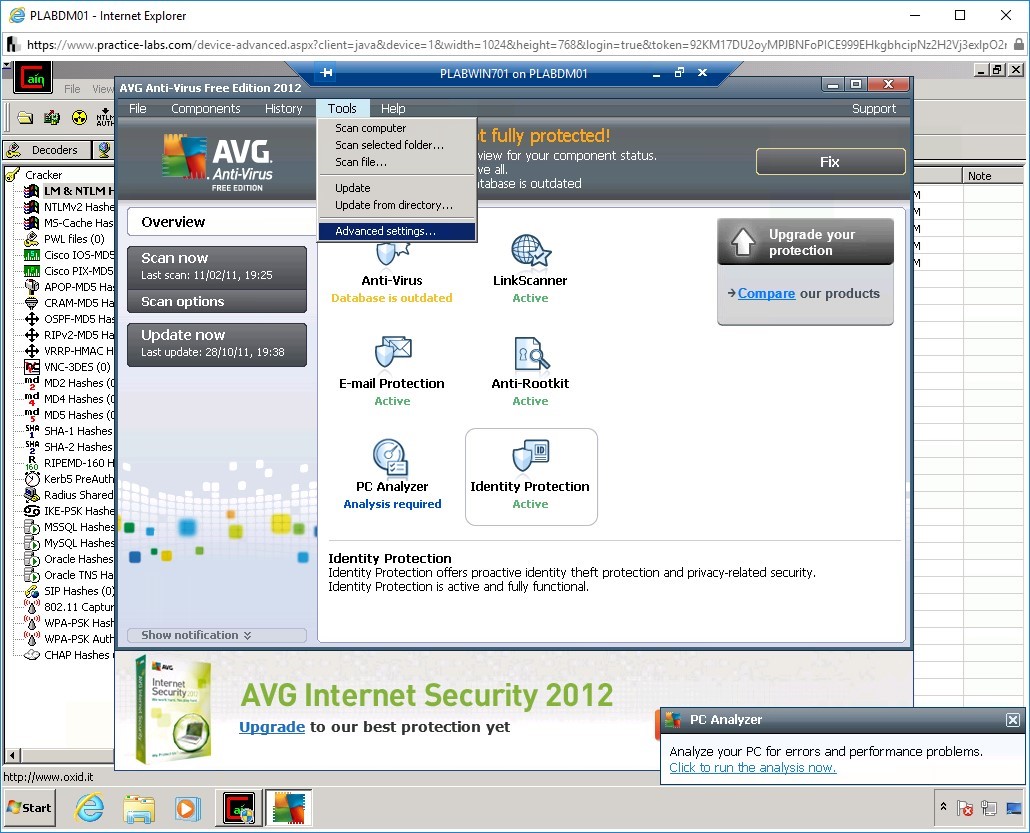 PLABDM01 - Internet Explorer
https://www.practice-labs.com/device-advanced.aspx?client=java&device=1&width=1024&height=768&login=true&token=92KM17DU2oyMPJBNFoPICE999EHkgbhcipNz2H2Vj3exIpO2r
PLABWIN701 on PLABDM01
Cain
File View
AVG Anti-Virus Free Edition 2012
File Components History Tools Help Support
Scan computer
Scan selected folder...
Scan file...
Update
Update from directory...
Advanced settings...
AVG.
Anti-Virus
FREE EDITION
t fully protected!
view for your component status.
ve all.
tabase is outdated
Fix
Decoders
Note
Cracker
LM & NTLM H
NTLMv2 Hashe
MS-Cache Has
PWL files (0)
Cisco IOS-MD5
Cisco PIX-MD5
APOP-MD5 Ha
CRAM-MD5 Ha
OSPF-MD5 Ha
RIPv2-MD5 Ha
VRRP-HMAC H
VNC-3DES (0)
MD2 Hashes (0
MD4 Hashes (0
MD5 Hashes (0
SHA-1 Hashes
SHA-2 Hashes
RIPEMD-160 H
Kerb5 PreAuth
Radius Shared
IKE-PSK Hashe
MSSQL Hashes
MySQL Hashes
Oracle Hashes
Oracle TNS Ha
SIP Hashes (0)
802.11 Captur
WPA-PSK Hash
WPA-PSK Auth
CHAP Hashes
Overview
Scan now
Last scan: 11/02/11, 19:25
Scan options
Update now
Last update: 28/10/11, 19:38
Anti-Virus
Database is outdated
LinkScanner
Active
E-mail Protection
Active
Anti-Rootkit
Active
PC Analyzer
Analysis required
Identity Protection
Active
Upgrade your
protection
Compare our products
Identity Protection
Identity Protection offers proactive identity theft protection and privacy-related security.
Identity Protection is active and fully functional.
Show notification
AVG
Internet
Security
AVG Internet Security 2012
Upgrade to our best protection yet
PC Analyzer
Analyze your PC for errors and performance problems.
Click to run the analysis now.
http://www.oxid.it
Start